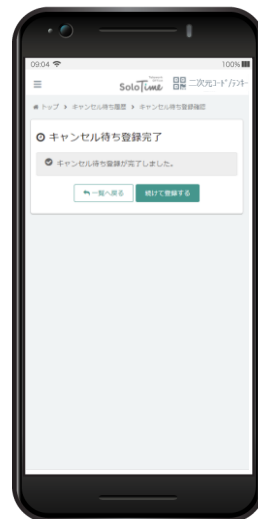 09:04 100%
SoloTime 二次元ｺｰﾄﾞ/ﾃﾝｷｰ
トップ > キャンセル待ち履歴 > キャンセル待ち登録確認
キャンセル待ち登録完了
キャンセル待ち登録が完了しました。
一覧へ戻る 続けて登録する